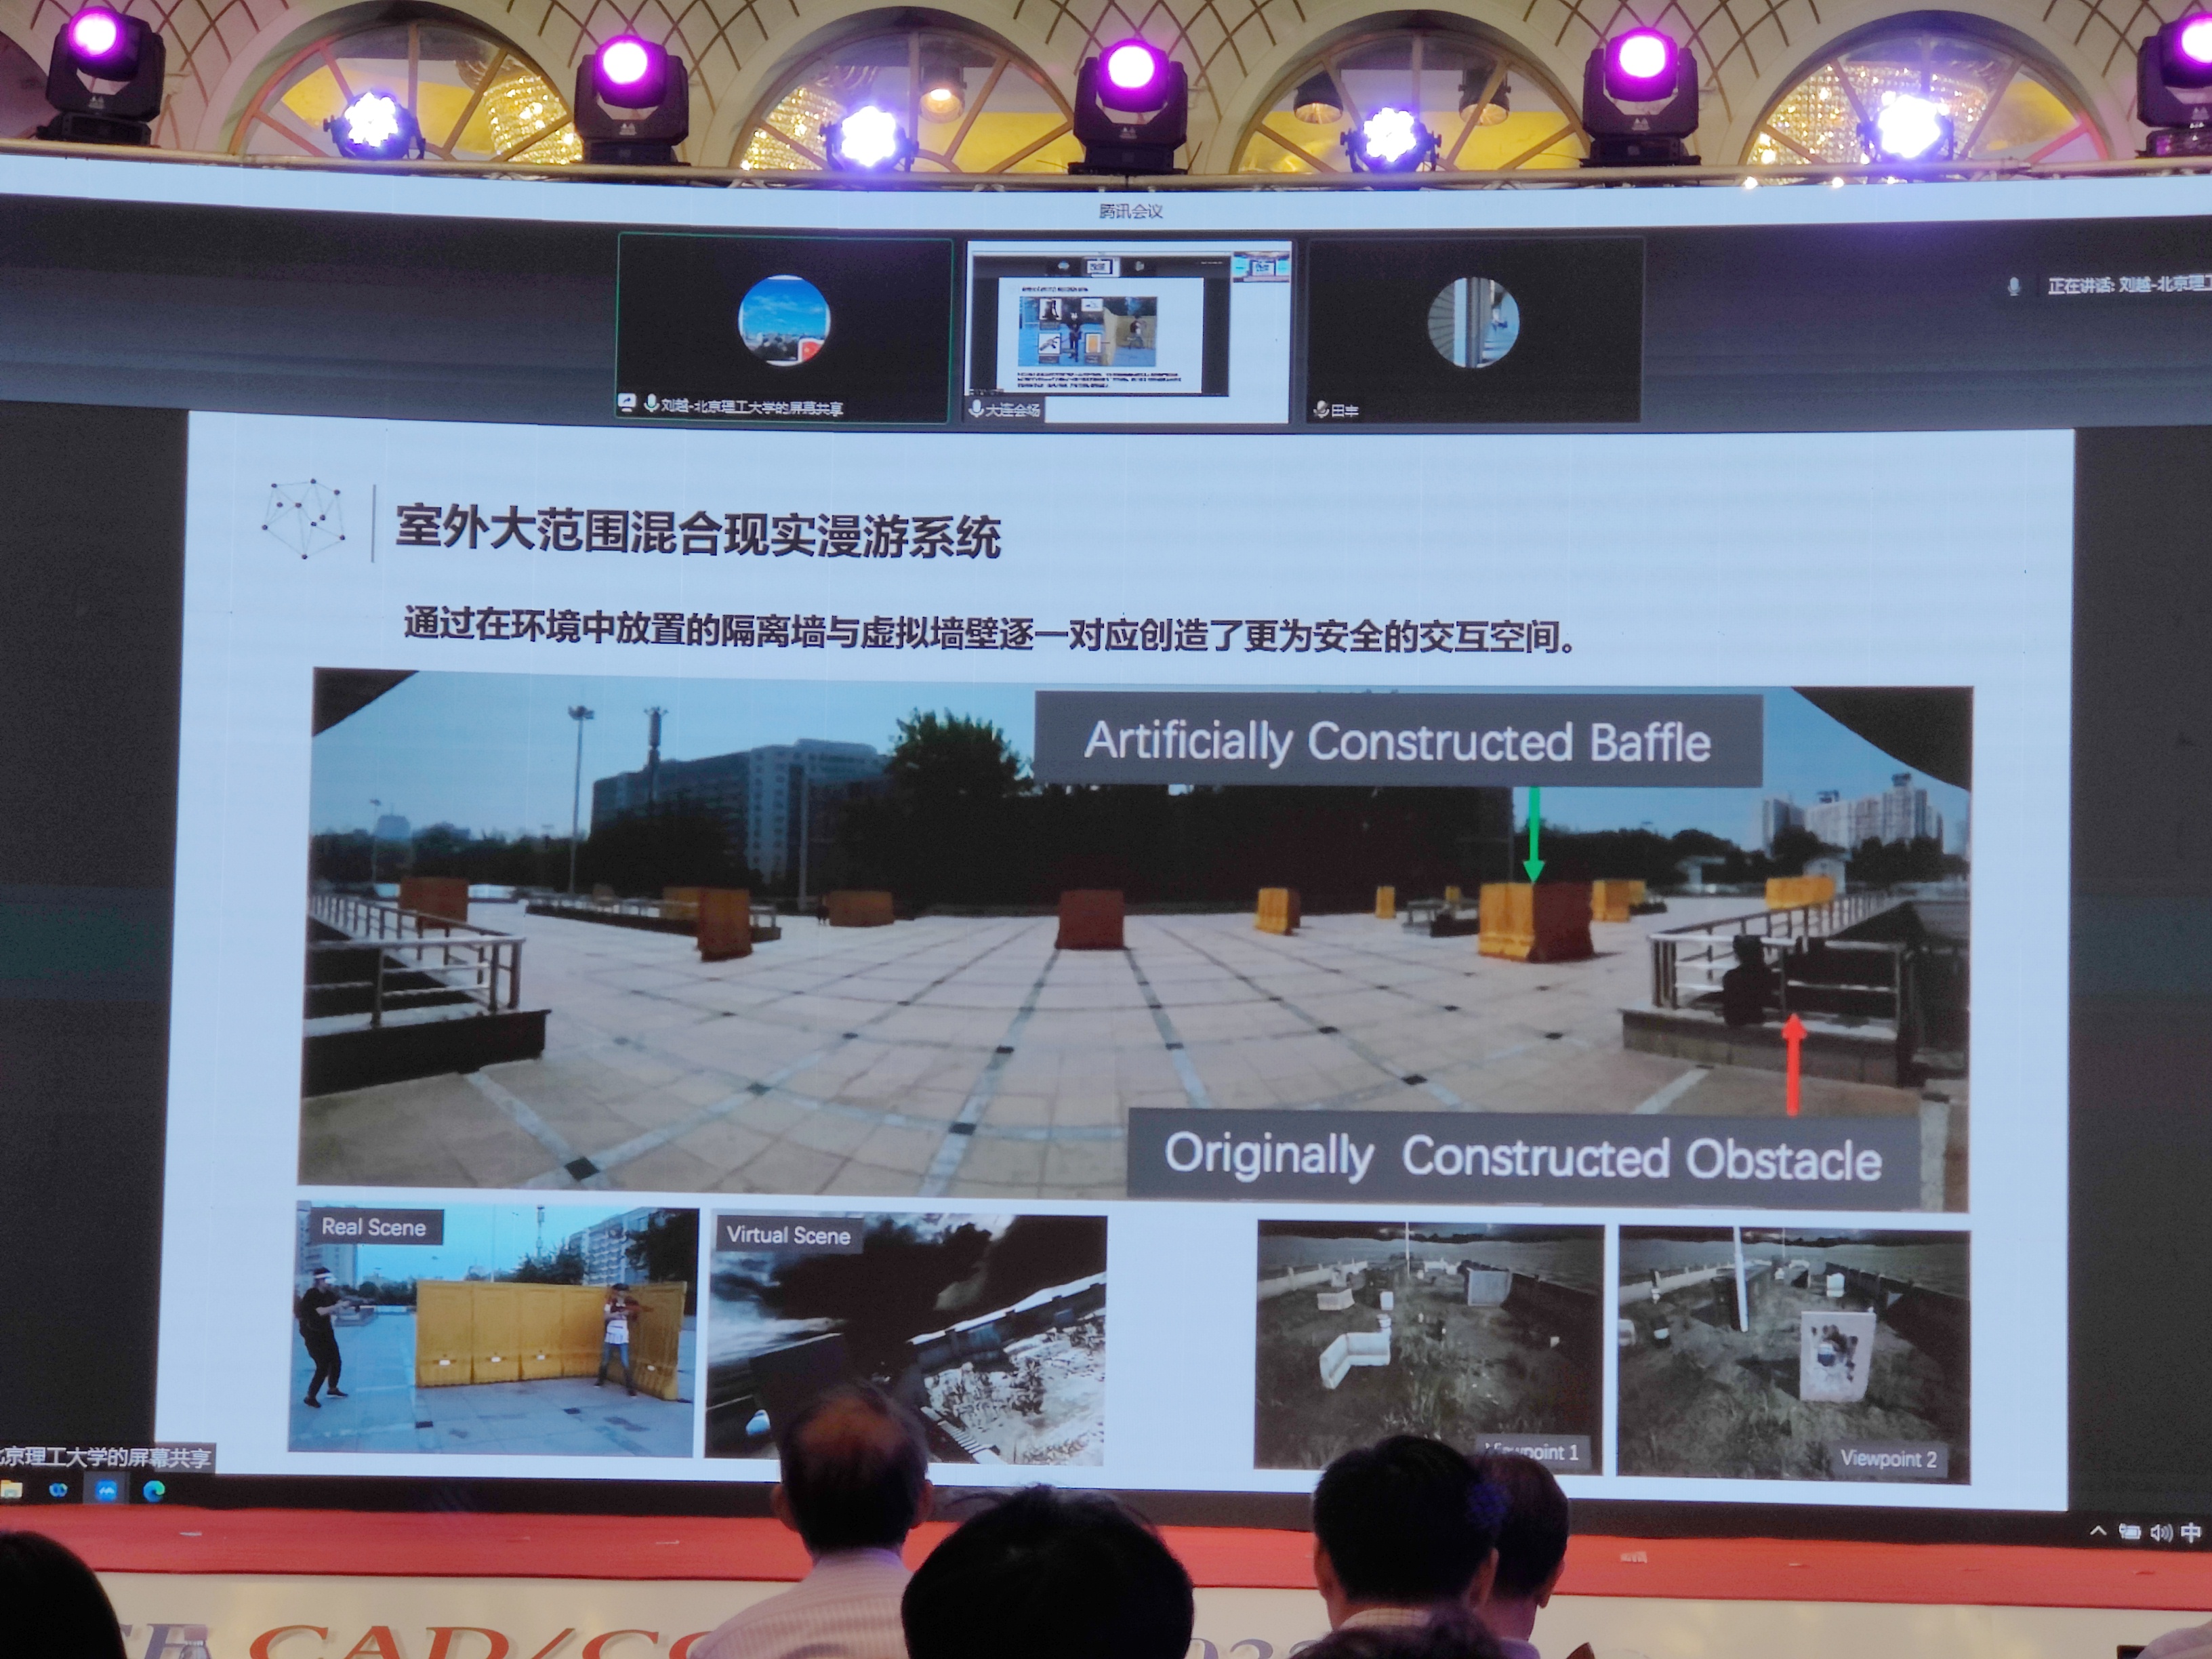 腾讯会议
正在讲话: 刘越-北京理工
刘越-北京理工大学的屏幕共享
大连会场
田丰
室外大范围混合现实漫游系统
通过在环境中放置的隔离墙与虚拟墙壁逐一对应创造了更为安全的交互空间。
Artificially Constructed Baffle
Originally Constructed Obstacle
Real Scene
Virtual Scene
Viewpoint 1
Viewpoint 2
北京理工大学的屏幕共享
中
CAD/C